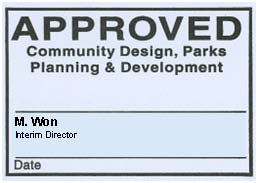 APPROVED
Community Design, Parks
Planning & Development
M. Won
Interim Director
Date